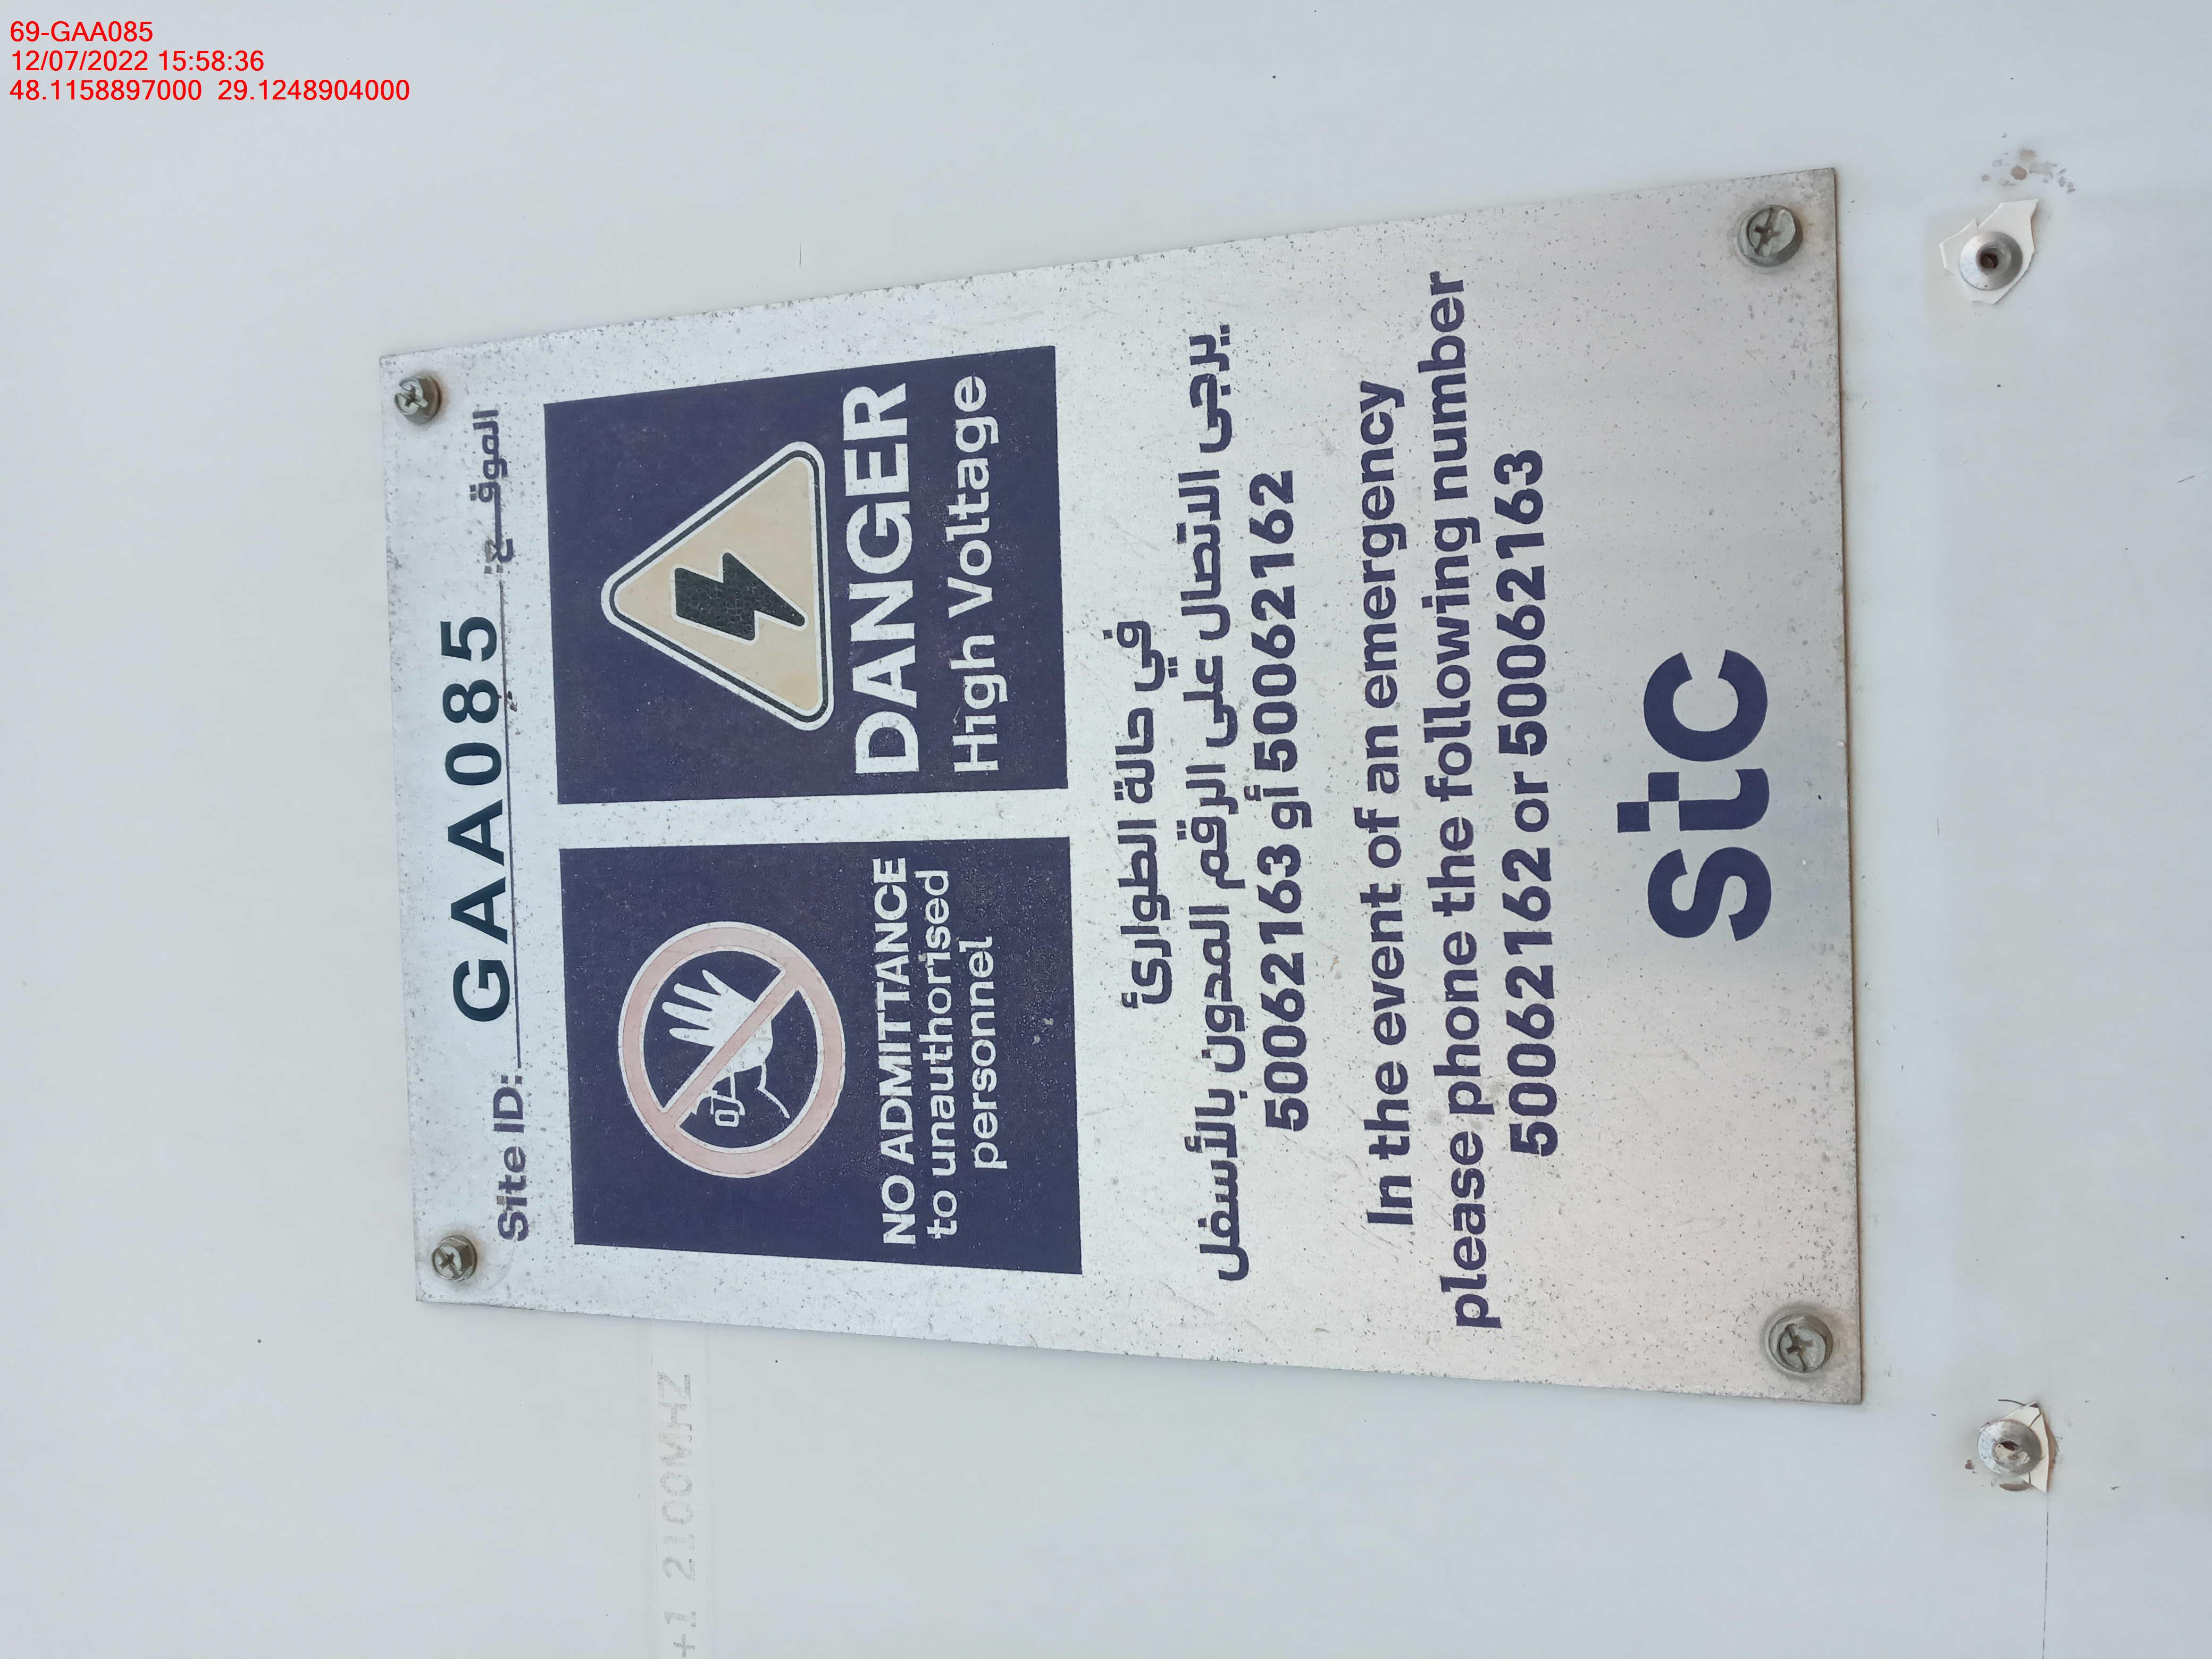 69-GAA085
12/07/2022 15:58:36
48.1158897000 29.1248904000
Site ID: GAA085 الموقـــع:
NO ADMITTANCE
to unauthorised
personnel
DANGER
High Voltage
في حالة الطوارئ
يرجى الاتصال على الرقم المدون بالأسفل
50062163 أو 50062162
In the event of an emergency
please phone the following number
50062162 or 50062163
stc
+1 2100MHZ